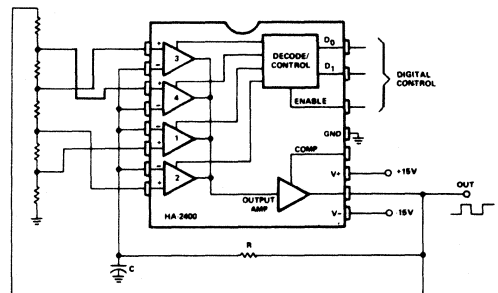 +
−
3
DECODE/
CONTROL
D0
D1
ENABLE
DIGITAL
CONTROL
+
−
4
−
+
1
−
+
2
GND
COMP
V+
+15V
OUTPUT
AMP
OUT
V−
-15V
HA-2400
R
C